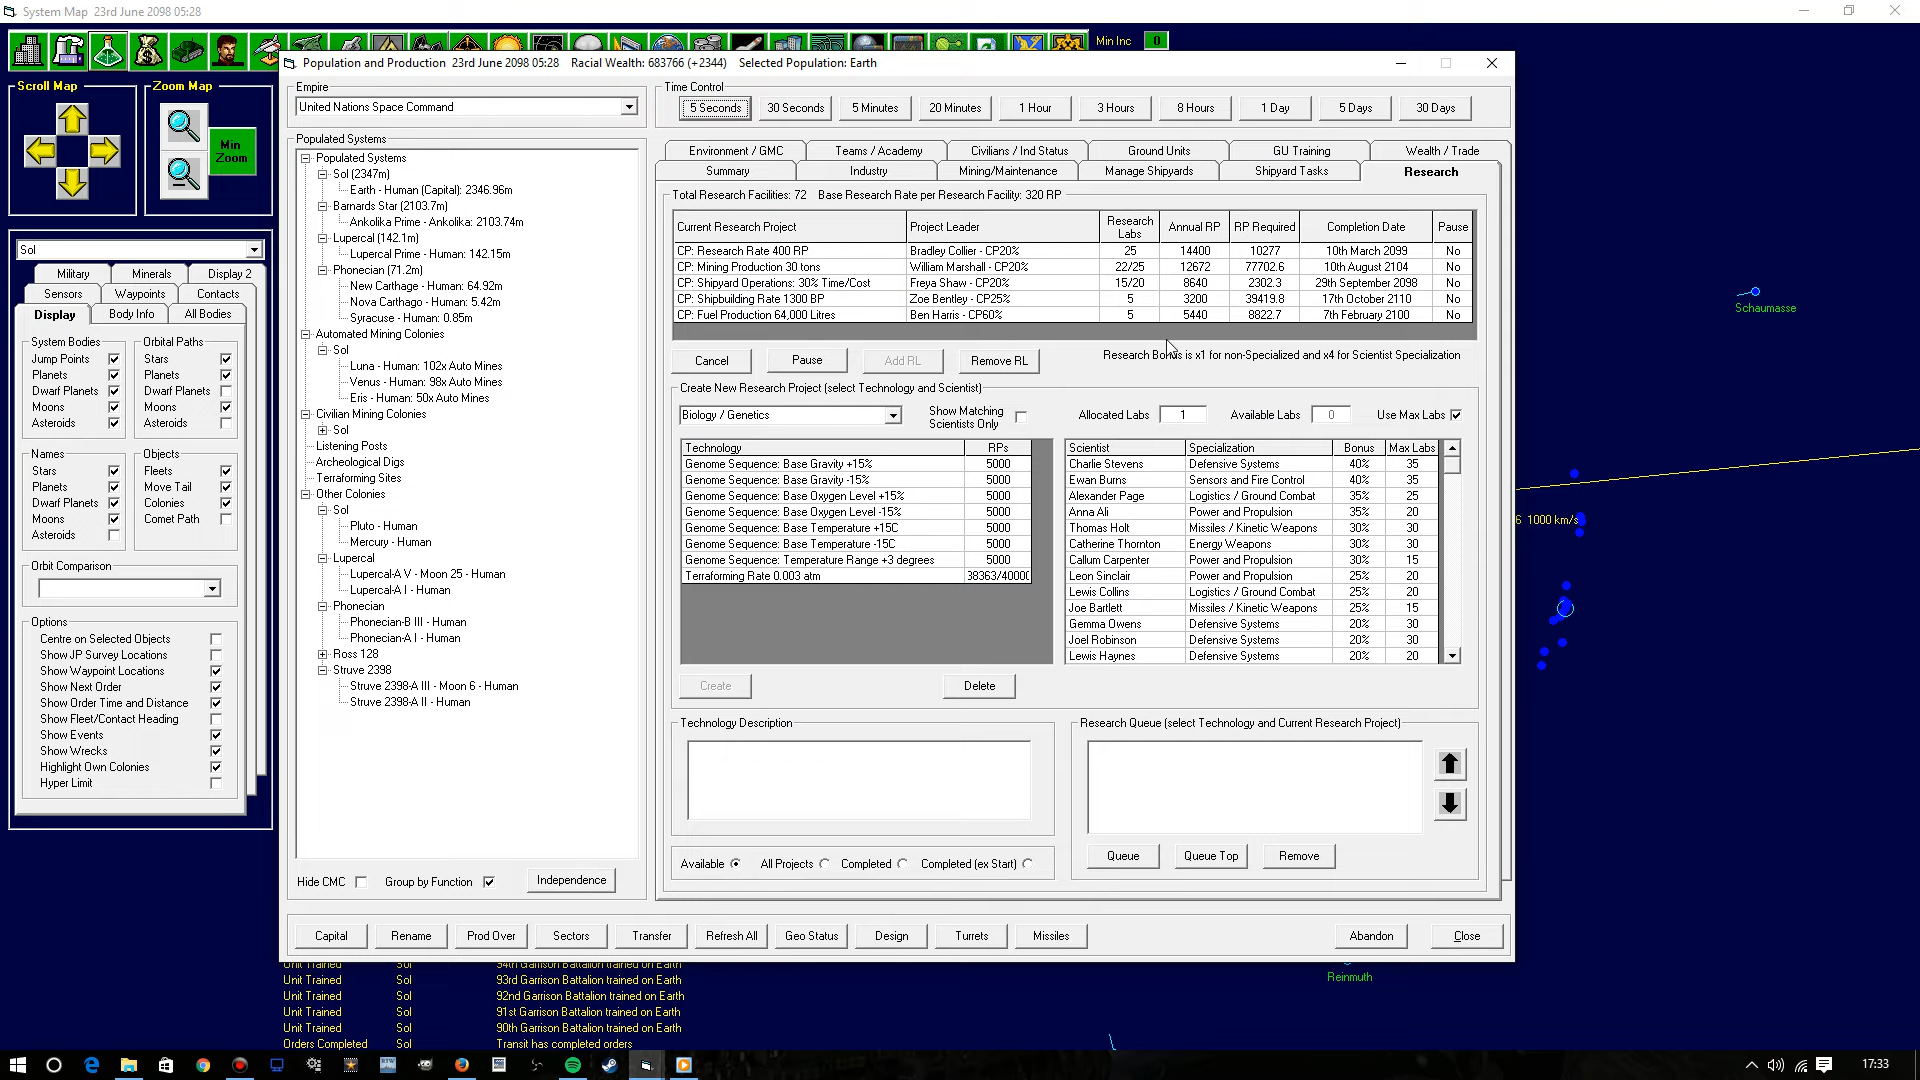 System Map 23rd June 2098 05:28
Min Inc 0
Scroll Map
Zoom Map
Min
Zoom
Sol
Military Minerals Display 2
Sensors Waypoints Contacts
Display Body Info All Bodies
System Bodies
Jump Points
Planets
Dwarf Planets
Moons
Asteroids
Orbital Paths
Stars
Planets
Dwarf Planets
Moons
Asteroids
Names
Stars
Planets
Dwarf Planets
Moons
Asteroids
Objects
Fleets
Move Tail
Colonies
Comet Path
Orbit Comparison
Options
Centre on Selected Objects
Show JP Survey Locations
Show Waypoint Locations
Show Next Order
Show Order Time and Distance
Show Fleet/Contact Heading
Show Events
Show Wrecks
Highlight Own Colonies
Hyper Limit
Population and Production 23rd June 2098 05:28 Racial Wealth: 683766 (+2344) Selected Population: Earth
Empire
United Nations Space Command
Populated Systems
Populated Systems
Sol (2347m)
Earth - Human (Capital): 2346.96m
Barnards Star (2103.7m)
Ankolika Prime - Ankolika: 2103.74m
Lupercal (142.1m)
Lupercal Prime - Human: 142.15m
Phonecian (71.2m)
New Carthage - Human: 64.92m
Nova Carthago - Human: 5.42m
Syracuse - Human: 0.85m
Automated Mining Colonies
Sol
Luna - Human: 102x Auto Mines
Venus - Human: 98x Auto Mines
Eris - Human: 50x Auto Mines
Civilian Mining Colonies
Sol
Listening Posts
Archeological Digs
Terraforming Sites
Other Colonies
Sol
Pluto - Human
Mercury - Human
Lupercal
Lupercal-A V - Moon 25 - Human
Lupercal-A I - Human
Phonecian
Phonecian-B III - Human
Phonecian-A I - Human
Ross 128
Struve 2398
Struve 2398-A III - Moon 6 - Human
Struve 2398-A II - Human
Hide CMC Group by Function Independence
Time Control
5 Seconds 30 Seconds 5 Minutes 20 Minutes 1 Hour 3 Hours 8 Hours 1 Day 5 Days 30 Days
Environment / GMC Teams / Academy Civilians / Ind Status Ground Units GU Training Wealth / Trade
Summary Industry Mining/Maintenance Manage Shipyards Shipyard Tasks Research
Total Research Facilities: 72 Base Research Rate per Research Facility: 320 RP
Current Research Project Project Leader Research Labs Annual RP RP Required Completion Date Pause
CP: Research Rate 400 RP Bradley Collier - CP20% 25 14400 10277 10th March 2099 No
CP: Mining Production 30 tons William Marshall - CP20% 22/25 12672 77702.6 10th August 2104 No
CP: Shipyard Operations: 30% Time/Cost Freya Shaw - CP20% 15/20 8640 2302.3 29th September 2098 No
CP: Shipbuilding Rate 1300 BP Zoe Bentley - CP25% 5 3200 39419.8 17th October 2110 No
CP: Fuel Production 64,000 Litres Ben Harris - CP60% 5 5440 8822.7 7th February 2100 No
Cancel Pause Add RL Remove RL Research Bonus is x1 for non-Specialized and x4 for Scientist Specialization
Create New Research Project (select Technology and Scientist)
Biology / Genetics Show Matching Scientists Only Allocated Labs 1 Available Labs 0 Use Max Labs
Technology RPs
Genome Sequence: Base Gravity +15% 5000
Genome Sequence: Base Gravity -15% 5000
Genome Sequence: Base Oxygen Level +15% 5000
Genome Sequence: Base Oxygen Level -15% 5000
Genome Sequence: Base Temperature +15C 5000
Genome Sequence: Base Temperature -15C 5000
Genome Sequence: Temperature Range +3 degrees 5000
Terraforming Rate 0.003 atm 38363/4000
Scientist Specialization Bonus Max Labs
Charlie Stevens Defensive Systems 40% 35
Ewan Burns Sensors and Fire Control 40% 35
Alexander Page Logistics / Ground Combat 35% 25
Anna Ali Power and Propulsion 35% 20
Thomas Holt Missiles / Kinetic Weapons 30% 30
Catherine Thornton Energy Weapons 30% 30
Callum Carpenter Power and Propulsion 30% 15
Leon Sinclair Power and Propulsion 25% 20
Lewis Collins Logistics / Ground Combat 25% 20
Joe Bartlett Missiles / Kinetic Weapons 25% 15
Gemma Owens Defensive Systems 20% 30
Joel Robinson Defensive Systems 20% 30
Lewis Haynes Defensive Systems 20% 20
Create Delete
Technology Description
Research Queue (select Technology and Current Research Project)
Available All Projects Completed Completed (ex Start)
Queue Queue Top Remove
Capital Rename Prod Over Sectors Transfer Refresh All Geo Status Design Turrets Missiles Abandon Close
Schaumasse
6 1000 km/s
Reinmuth
Unit Trained Sol 94th Garrison Battalion trained on Earth
Unit Trained Sol 93rd Garrison Battalion trained on Earth
Unit Trained Sol 92nd Garrison Battalion trained on Earth
Unit Trained Sol 91st Garrison Battalion trained on Earth
Unit Trained Sol 90th Garrison Battalion trained on Earth
Orders Completed Sol Transit has completed orders
17:33